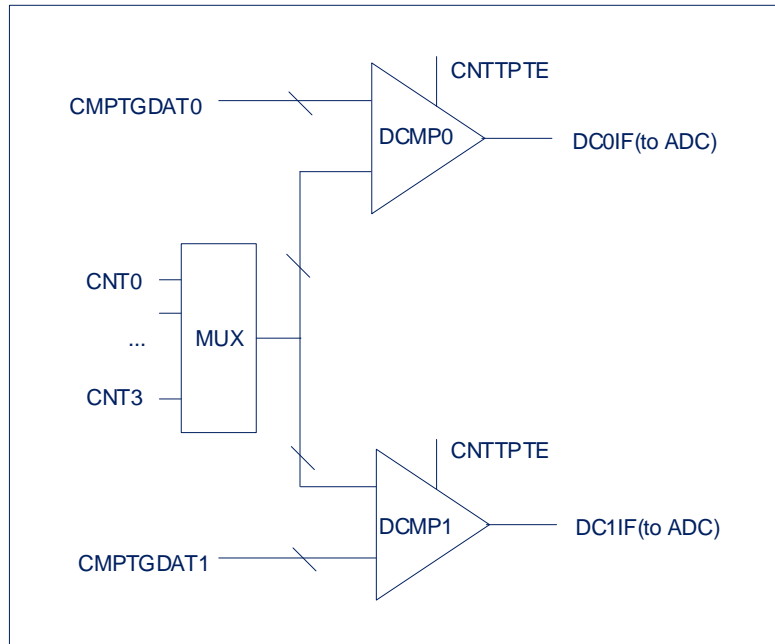 CNTTPTE
CMPTGDAT0
DCMP0
DC0IF(to ADC)
CNT0
...
MUX
CNT3
CNTTPTE
DCMP1
DC1IF(to ADC)
CMPTGDAT1